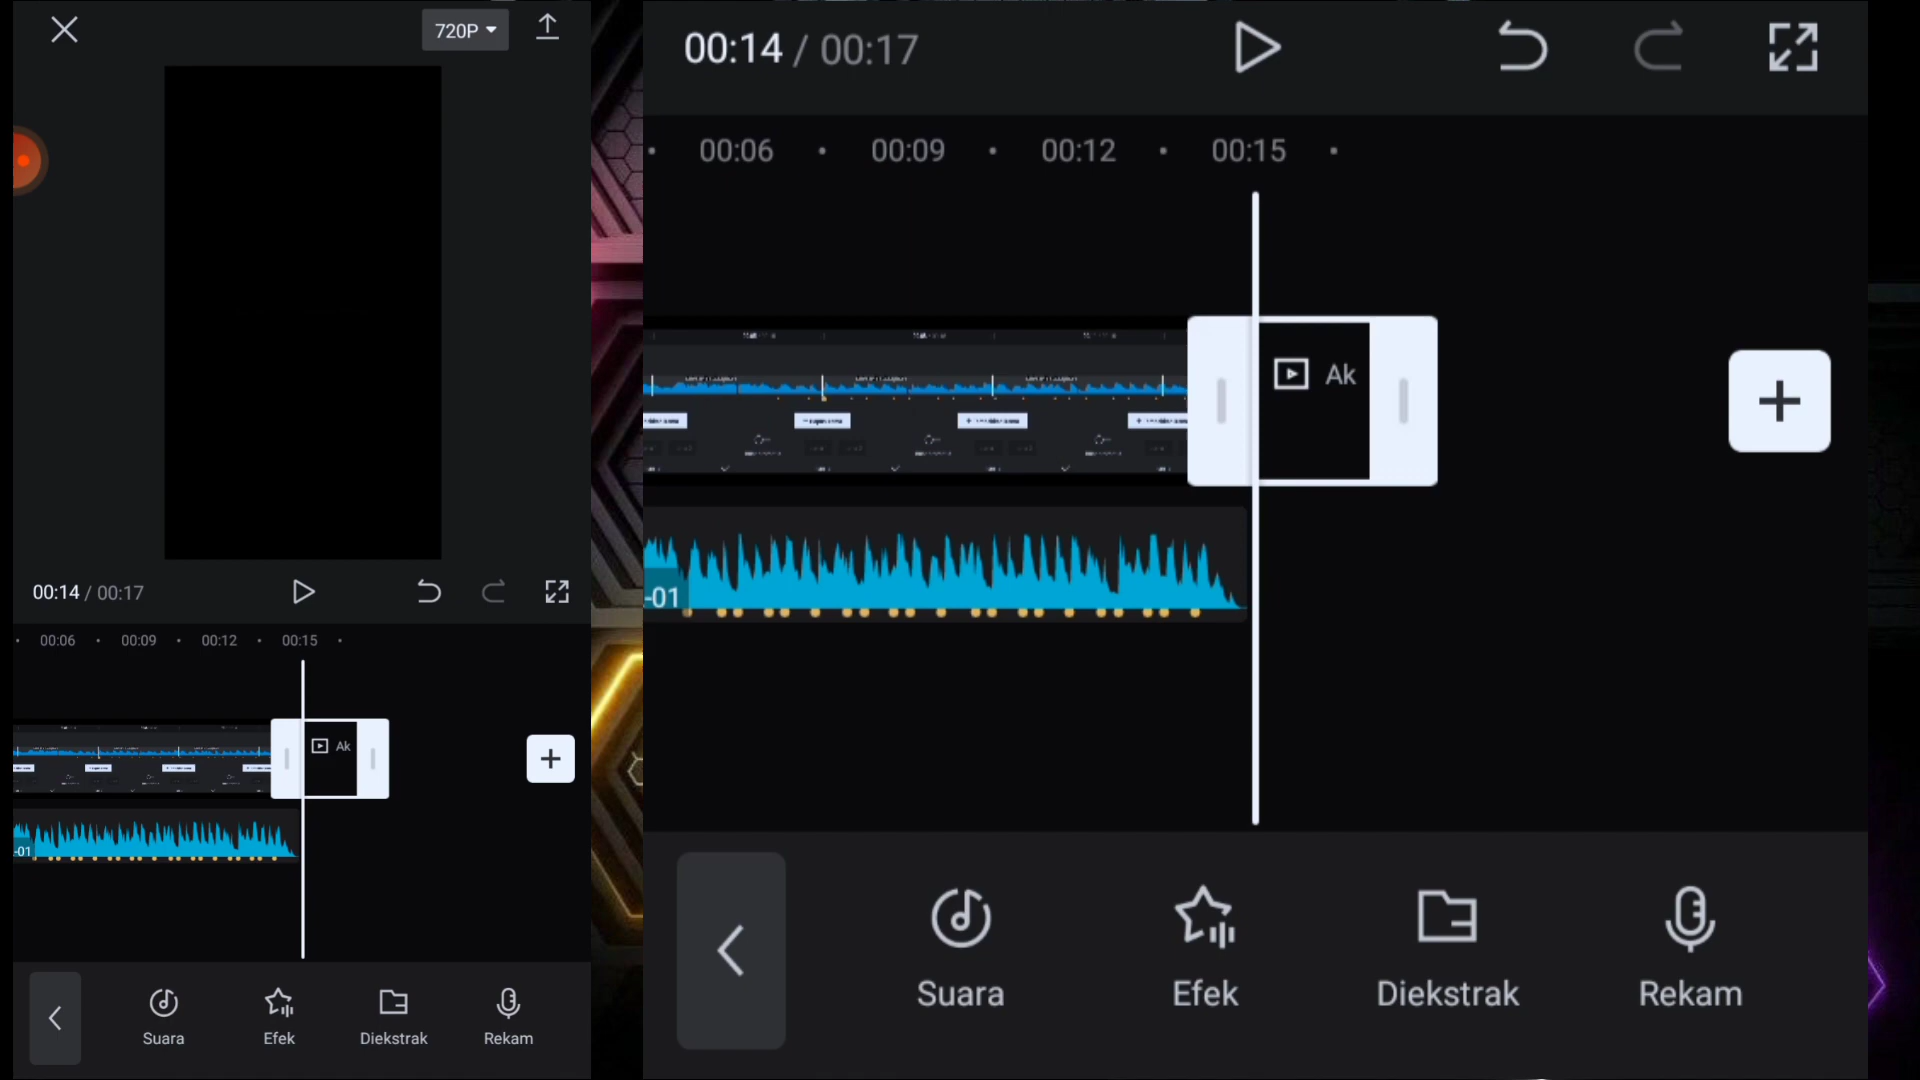 720P
00:14 / 00:17
00:06 00:09 00:12 00:15
Ak
-01
Suara Efek Diekstrak Rekam
00:14 / 00:17
00:06 00:09 00:12 00:15
Ak
-01
Suara Efek Diekstrak Rekam